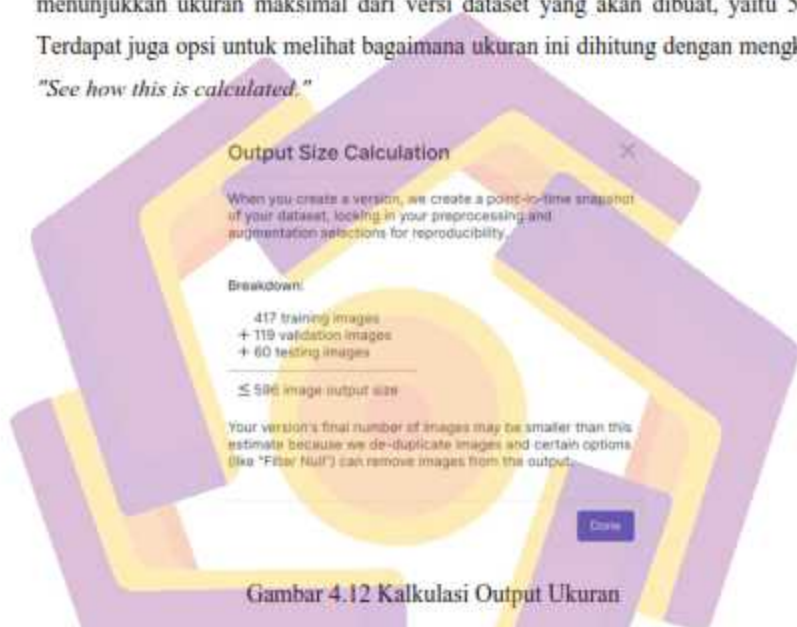 menunjukkan ukuran maksimal dari versi dataset yang akan dibuat, yaitu
Terdapat juga opsi untuk melihat bagaimana ukuran ini dihitung dengan
"See how this is calculated."
Output Size Calculation
When you create a version, we create a point-in-time snapshot
of your dataset, locking in your preprocessing and
augmentation selections for reproducibility.
Breakdown:
417 training images
+ 119 validation images
+ 60 testing images
≤ 596 image output size
Your version's final number of images may be smaller than this
estimate because we de-duplicate images and certain options
(like "Filter Null") can remove images from the output.
Done
Gambar 4.12 Kalkulasi Output Ukuran